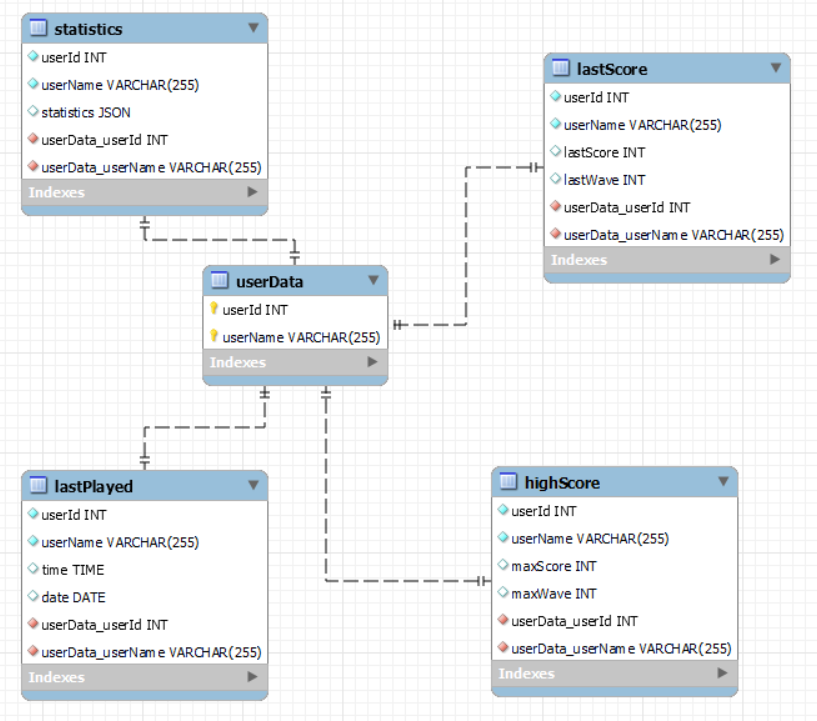 statistics
userId INT
userName VARCHAR(255)
statistics JSON
userData_userId INT
userData_userName VARCHAR(255)
Indexes
lastScore
userId INT
userName VARCHAR(255)
lastScore INT
lastWave INT
userData_userId INT
userData_userName VARCHAR(255)
Indexes
userData
userId INT
userName VARCHAR(255)
Indexes
lastPlayed
userId INT
userName VARCHAR(255)
time TIME
date DATE
userData_userId INT
userData_userName VARCHAR(255)
Indexes
highScore
userId INT
userName VARCHAR(255)
maxScore INT
maxWave INT
userData_userId INT
userData_userName VARCHAR(255)
Indexes